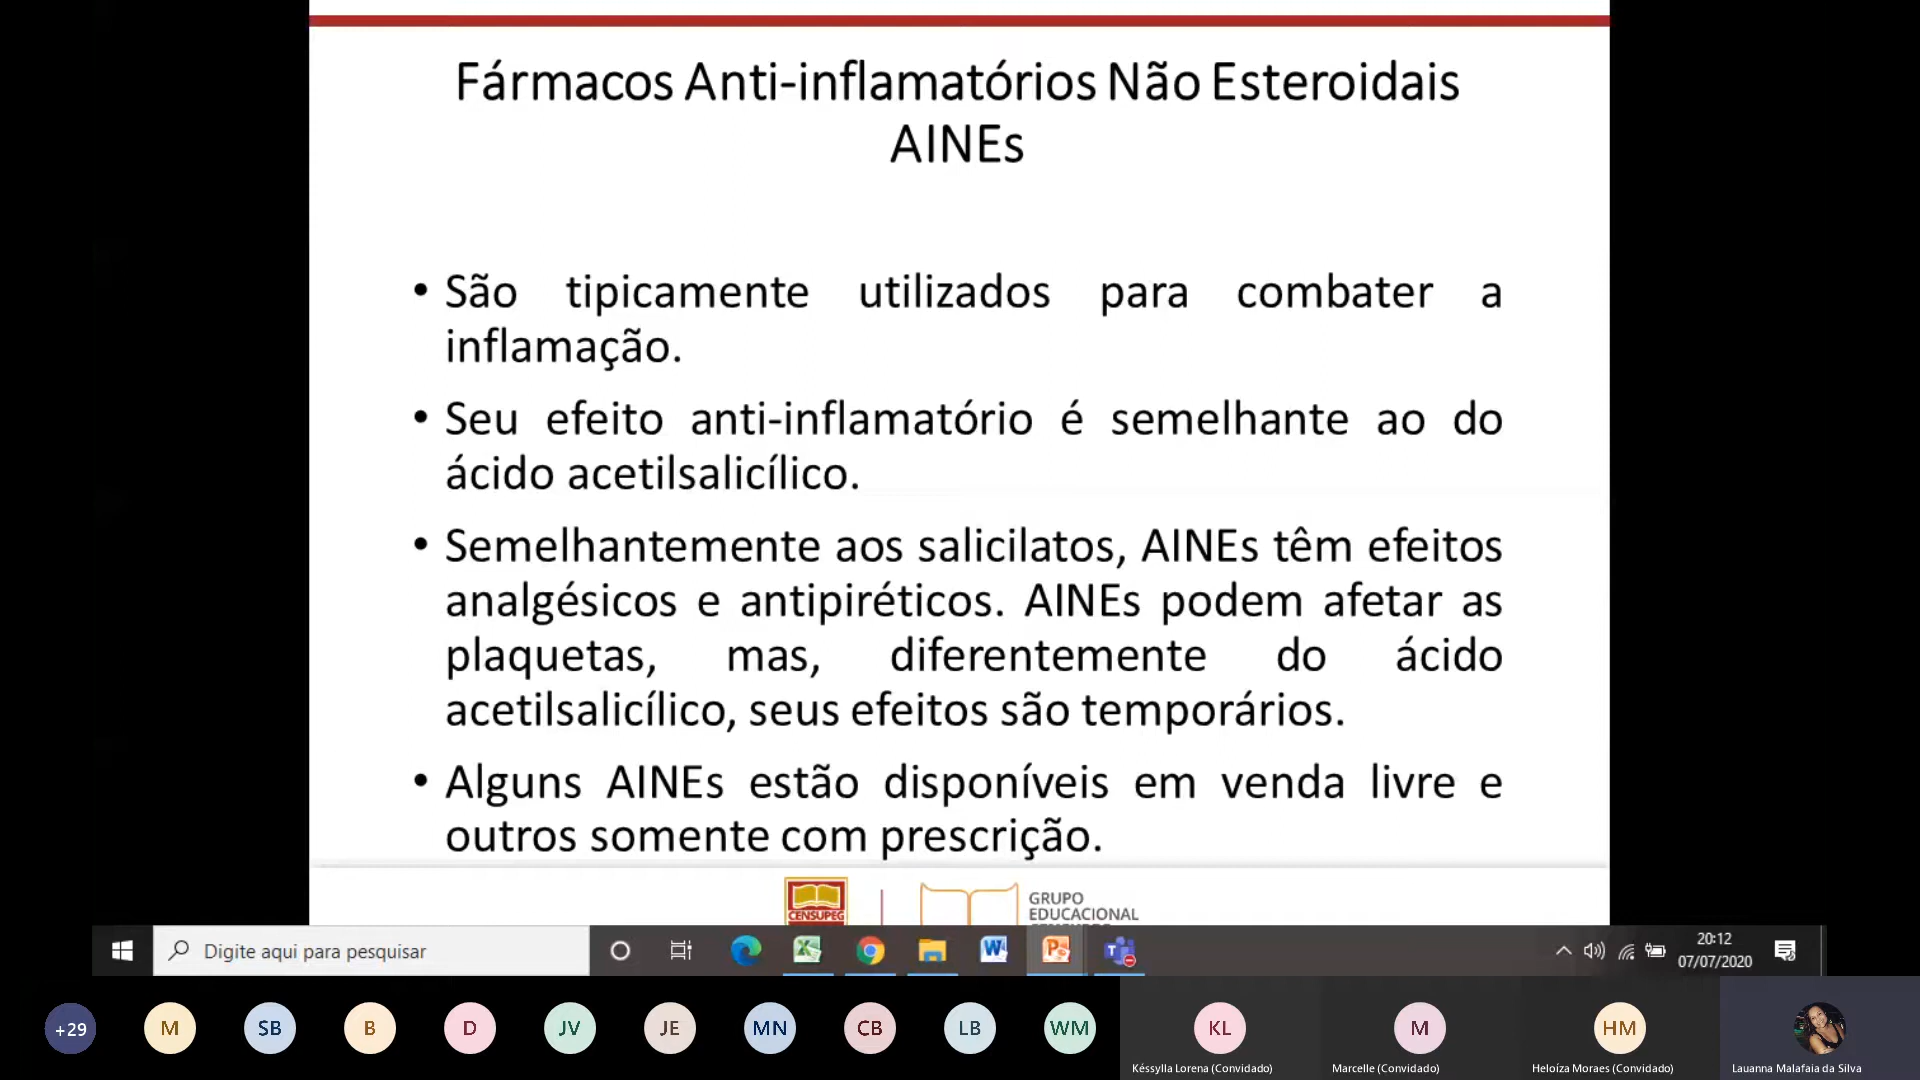 Fármacos Anti-inflamatórios Não Esteroidais
AINEs
• São tipicamente utilizados para combater a
inflamação.
• Seu efeito anti-inflamatório é semelhante ao do
ácido acetilsalicílico.
• Semelhantemente aos salicilatos, AINEs têm efeitos
analgésicos e antipiréticos. AINEs podem afetar as
plaquetas, mas, diferentemente do ácido
acetilsalicílico, seus efeitos são temporários.
• Alguns AINEs estão disponíveis em venda livre e
outros somente com prescrição.
CENSUPEG
GRUPO
EDUCACIONAL
Digite aqui para pesquisar
20:12
07/07/2020
+29
M
SB
B
D
JV
JE
MN
CB
LB
WM
KL
M
HM
Késsylla Lorena (Convidado)
Marcelle (Convidado)
Heloíza Moraes (Convidado)
Lauanna Malafaia da Silva